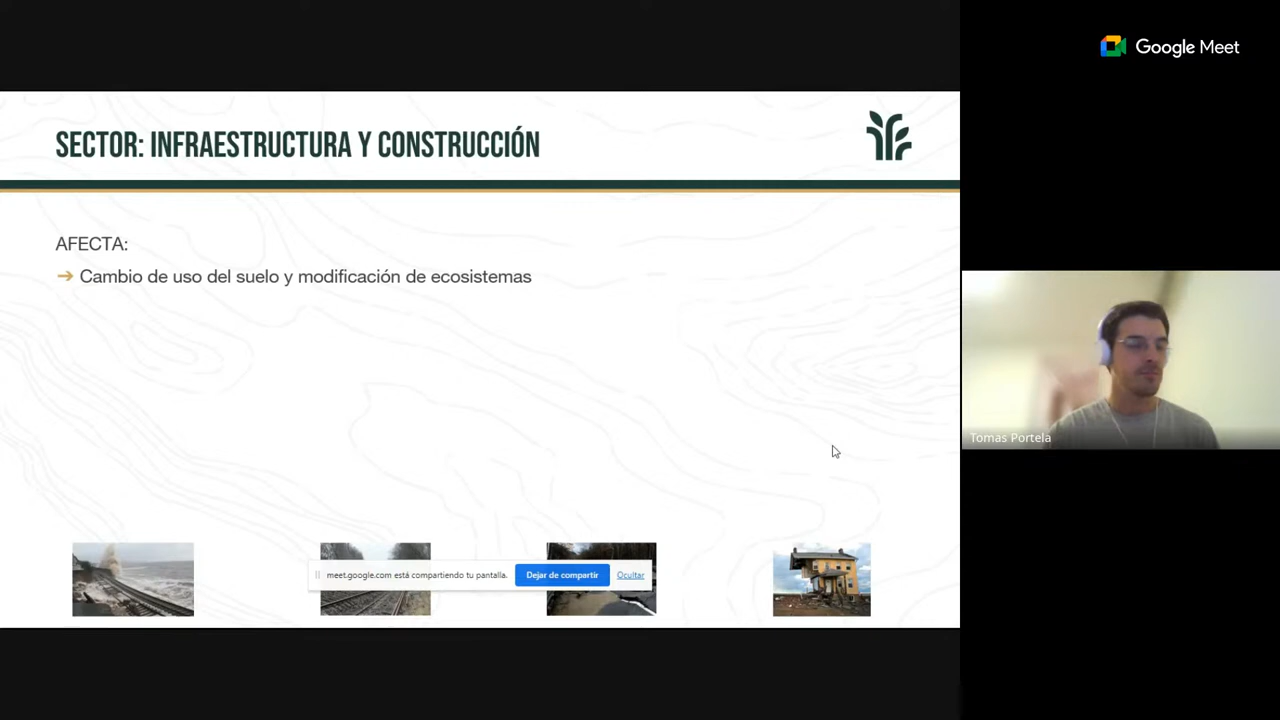 Google Meet
SECTOR: INFRAESTRUCTURA Y CONSTRUCCIÓN
AFECTA:
→ Cambio de uso del suelo y modificación de ecosistemas
Tomas Portela
meet.google.com está compartiendo tu pantalla.
Dejar de compartir
Ocultar